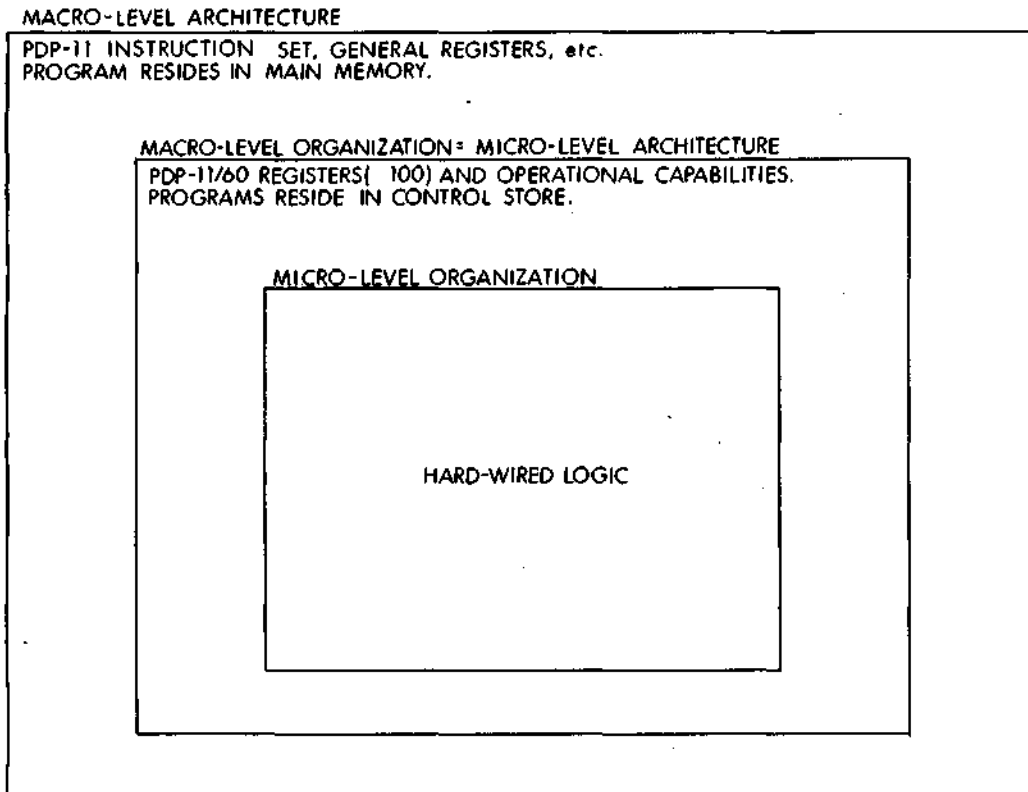 MACRO-LEVEL ARCHITECTURE
PDP-11 INSTRUCTION SET, GENERAL REGISTERS, etc.
PROGRAM RESIDES IN MAIN MEMORY.
MACRO-LEVEL ORGANIZATION= MICRO-LEVEL ARCHITECTURE
PDP-11/60 REGISTERS( 100) AND OPERATIONAL CAPABILITIES.
PROGRAMS RESIDE IN CONTROL STORE.
MICRO-LEVEL ORGANIZATION
HARD-WIRED LOGIC